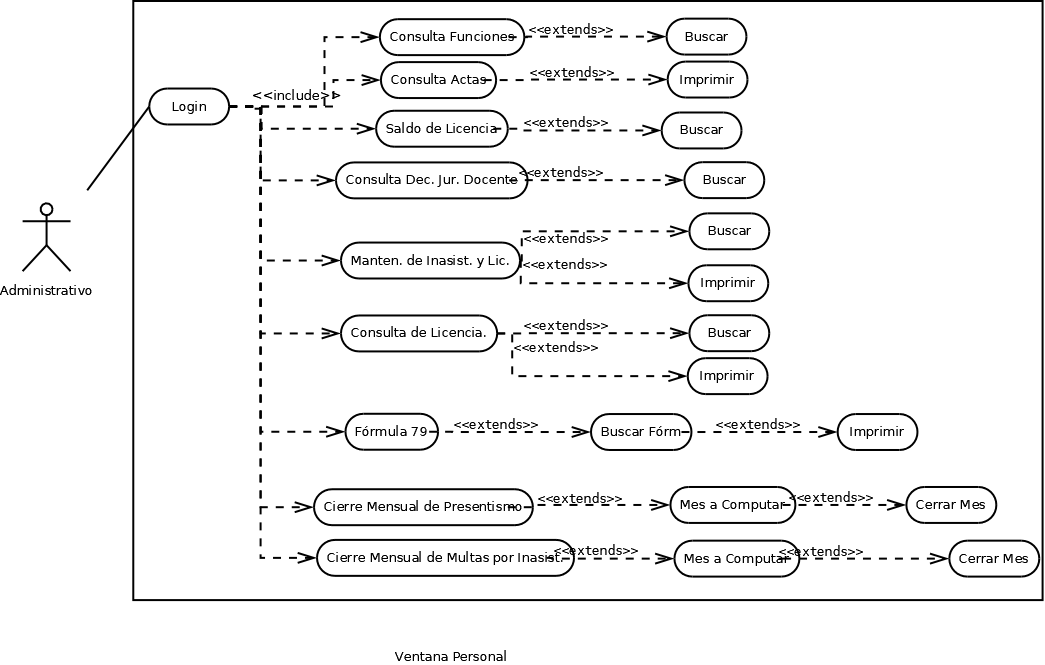 Consulta Funciones
<<extends>>
Buscar
Consulta Actas
<<extends>>
Imprimir
<<include>>
Login
Saldo de Licencia
<<extends>>
Buscar
Consulta Dec. Jur. Docente
<<extends>>
Buscar
Manten. de Inasist. y Lic.
<<extends>>
Buscar
<<extends>>
Imprimir
Administrativo
Consulta de Licencia.
<<extends>>
Buscar
<<extends>>
Imprimir
Fórmula 79
<<extends>>
Buscar Fórm
<<extends>>
Imprimir
Cierre Mensual de Presentismo
<<extends>>
Mes a Computar
<<extends>>
Cerrar Mes
Cierre Mensual de Multas por Inasist.
<<extends>>
Mes a Computar
<<extends>>
Cerrar Mes
Ventana Personal